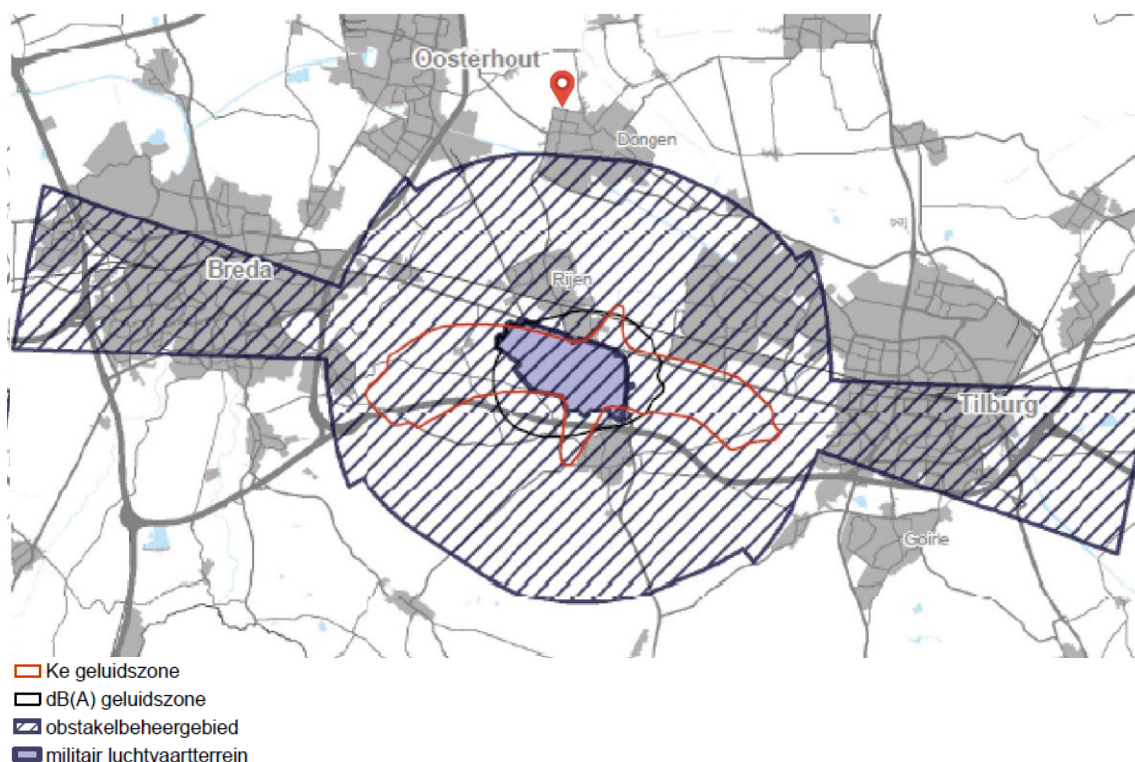 Oosterhout
Dongen
Breda
Rijen
Tilburg
Goirle
Ke geluidszone
dB(A) geluidszone
obstakelbeheergebied
militair luchtvaartterrein